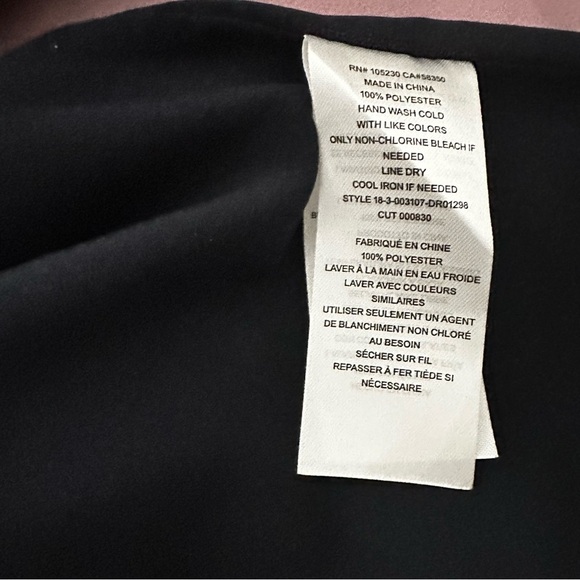 RN# 105230 CA#58350
MADE IN CHINA
100% POLYESTER
HAND WASH COLD
WITH LIKE COLORS
ONLY NON-CHLORINE BLEACH IF
NEEDED
LINE DRY
COOL IRON IF NEEDED
STYLE 18-3-003107-DR01298
CUT 000830
FABRIQUÉ EN CHINE
100% POLYESTER
LAVER À LA MAIN EN EAU FROIDE
LAVER AVEC COULEURS
SIMILAIRES
UTILISER SEULEMENT UN AGENT
DE BLANCHIMENT NON CHLORÉ
AU BESOIN
SÉCHER SUR FIL
REPASSER À FER TIÉDE SI
NÉCESSAIRE